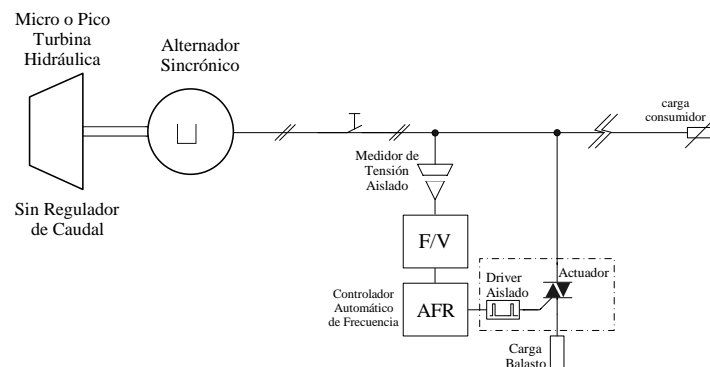 Micro o Pico
Turbina
Hidráulica
Alternador
Sincrónico
carga
consumidor
Medidor de
Tensión
Aislado
Sin Regulador
de Caudal
F/V
Driver
Aislado
Actuador
Controlador
Automático
de Frecuencia
AFR
Carga
Balasto